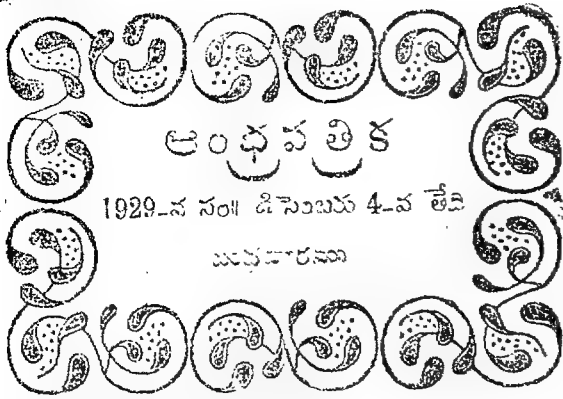 ఆంధ్రపత్రిక
1929-న సం॥ డిసెంబరు 4-వ తేది
బుధవారము